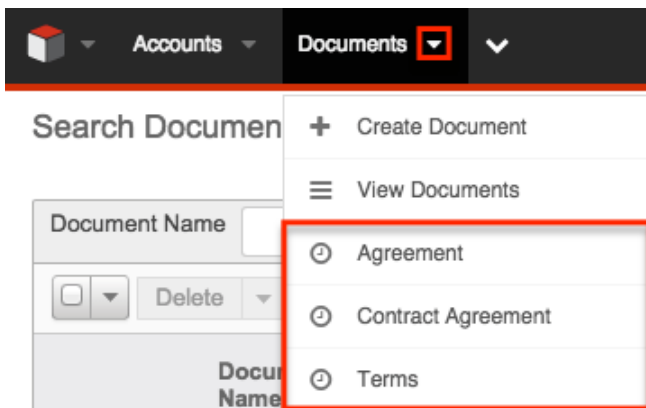 Accounts
Documents
Search Documen
Create Document
View Documents
Document Name
Agreement
Delete
Contract Agreement
Docu
Name
Terms